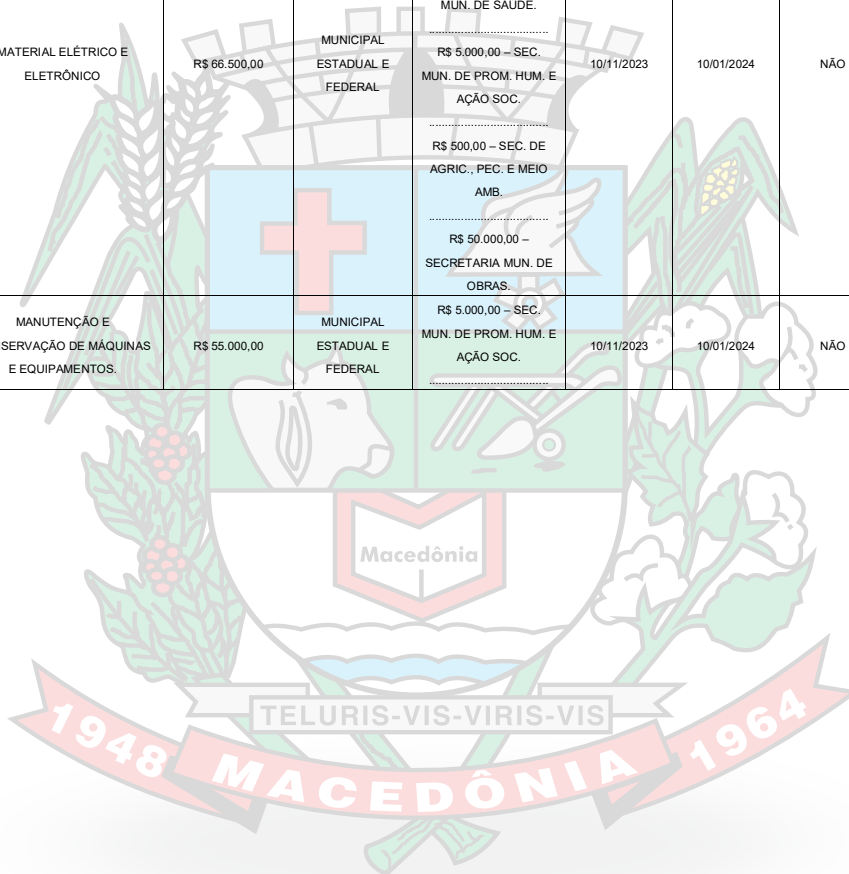 MUN. DE SAÚDE.
MATERIAL ELÉTRICO E
ELETRÔNICO
R$ 66.500,00
MUNICIPAL
ESTADUAL E
FEDERAL
.....................................
R$ 5.000,00 – SEC.
MUN. DE PROM. HUM. E
AÇÃO SOC.
.....................................
R$ 500,00 – SEC. DE
AGRIC., PEC. E MEIO
AMB.
.....................................
R$ 50.000,00 –
SECRETARIA MUN. DE
OBRAS.
10/11/2023
10/01/2024
NÃO
MANUTENÇÃO E
SERVAÇÃO DE MÁQUINAS
E EQUIPAMENTOS.
R$ 55.000,00
MUNICIPAL
ESTADUAL E
FEDERAL
R$ 5.000,00 – SEC.
MUN. DE PROM. HUM. E
AÇÃO SOC.
.....................................
10/11/2023
10/01/2024
NÃO
Macedônia
TELURIS-VIS-VIRIS-VIS
1948 MACEDÔNIA 1964